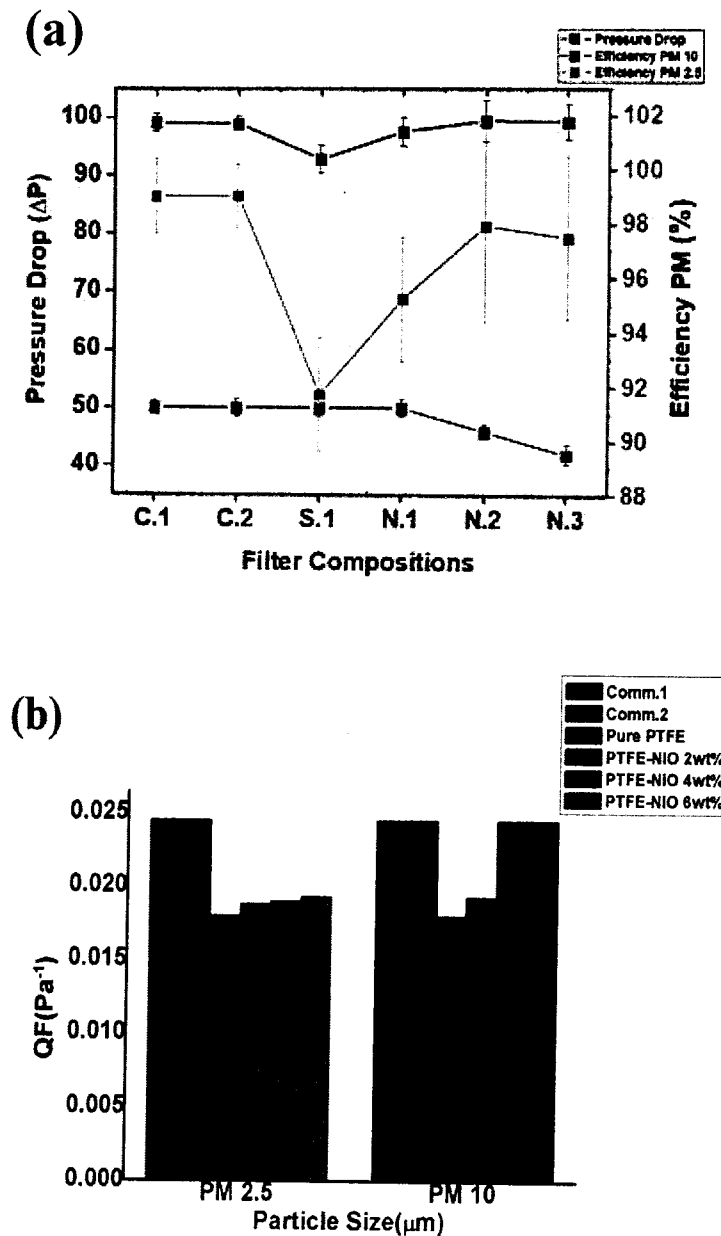 (a)
Pressure Drop
Efficiency PM 10
Efficiency PM 2.5
100
90
80
70
60
50
40
Pressure Drop (ΔP)
102
100
98
96
94
92
90
88
Efficiency PM (%)
C.1 C.2 S.1 N.1 N.2 N.3
Filter Compositions
(b)
Comm.1
Comm.2
Pure PTFE
PTFE-NIO 2wt%
PTFE-NIO 4wt%
PTFE-NIO 6wt%
0.025
0.020
0.015
0.010
0.005
0.000
QF(Pa-1)
PM 2.5 PM 10
Particle Size(μm)